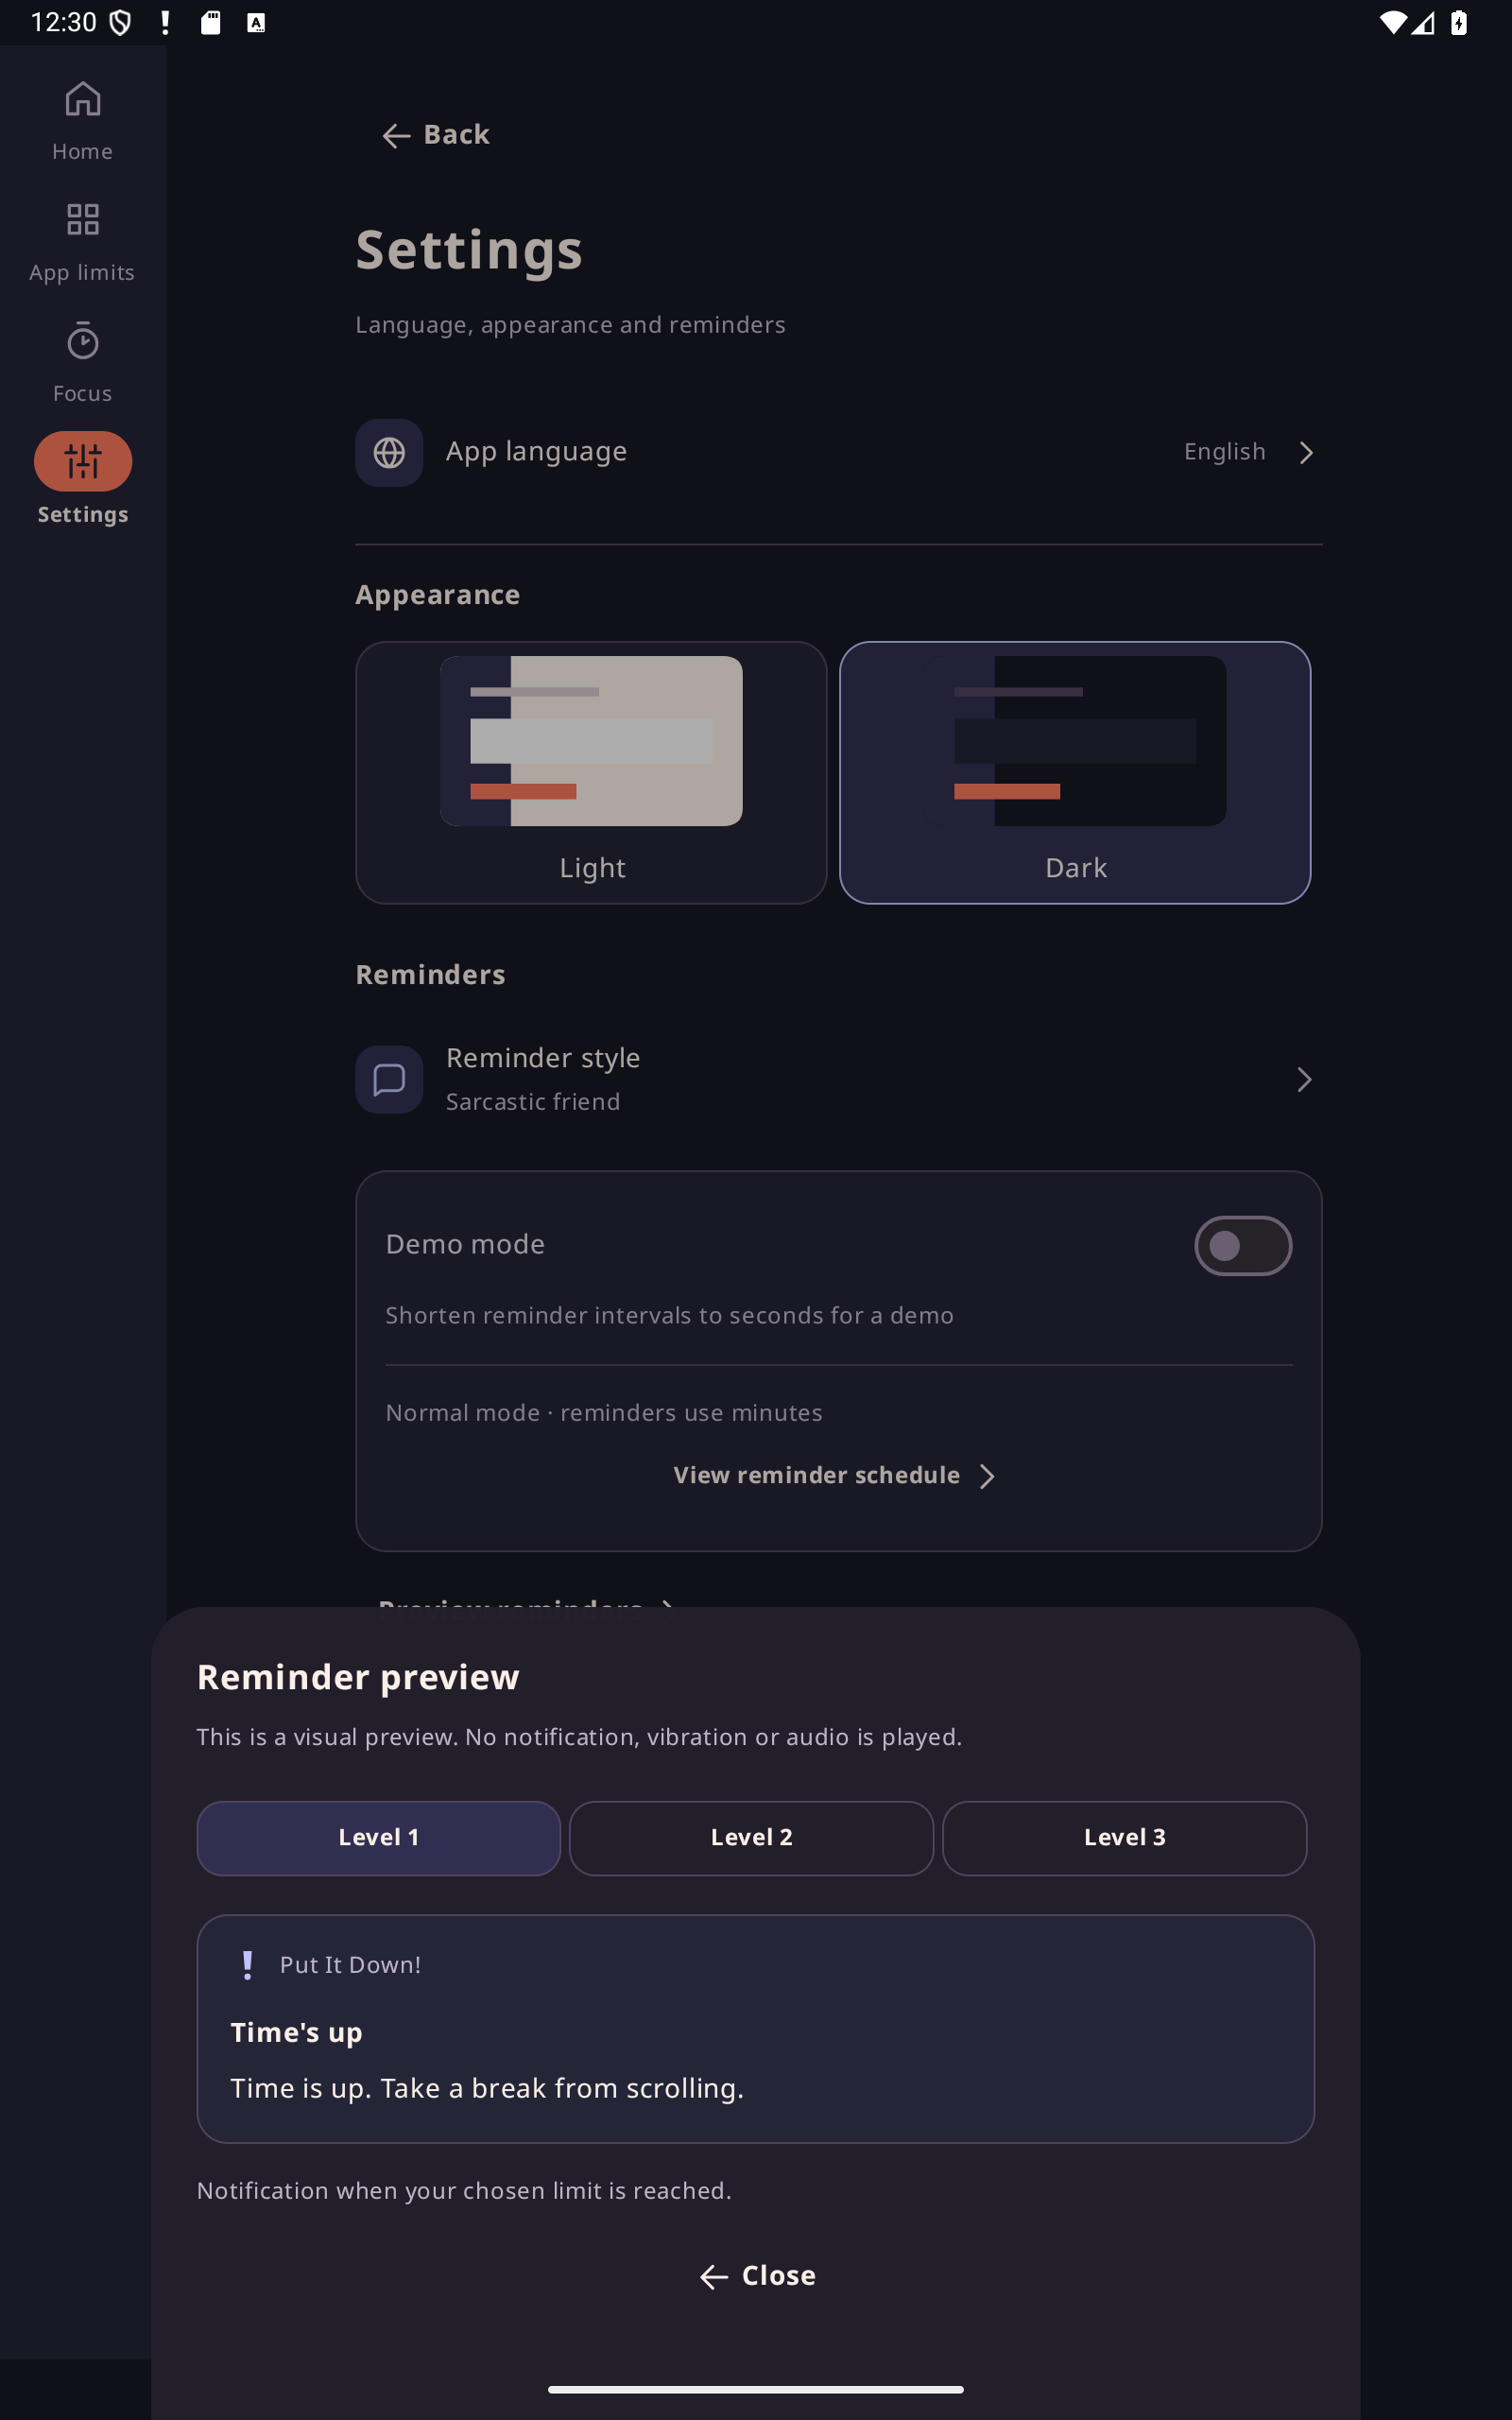 12:30
Home
App limits
Focus
Settings
Back
Settings
Language, appearance and reminders
App language
English
Appearance
Light
Dark
Reminders
Reminder style
Sarcastic friend
Demo mode
Shorten reminder intervals to seconds for a demo
Normal mode · reminders use minutes
View reminder schedule
Preview reminders
Reminder preview
This is a visual preview. No notification, vibration or audio is played.
Level 1
Level 2
Level 3
Put It Down!
Time's up
Time is up. Take a break from scrolling.
Notification when your chosen limit is reached.
Close